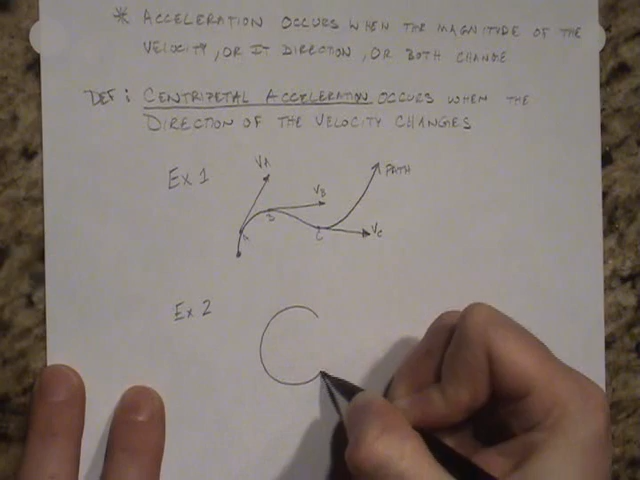 * ACCELERATION OCCURS WHEN THE MAGNITUDE OF THE
VELOCITY, OR IT DIRECTION, OR BOTH CHANGE
DEF: CENTRIPETAL ACCELERATION OCCURS WHEN THE
DIRECTION OF THE VELOCITY CHANGES
Ex 1
VA
VB
PATH
A
B
C
VC
Ex 2